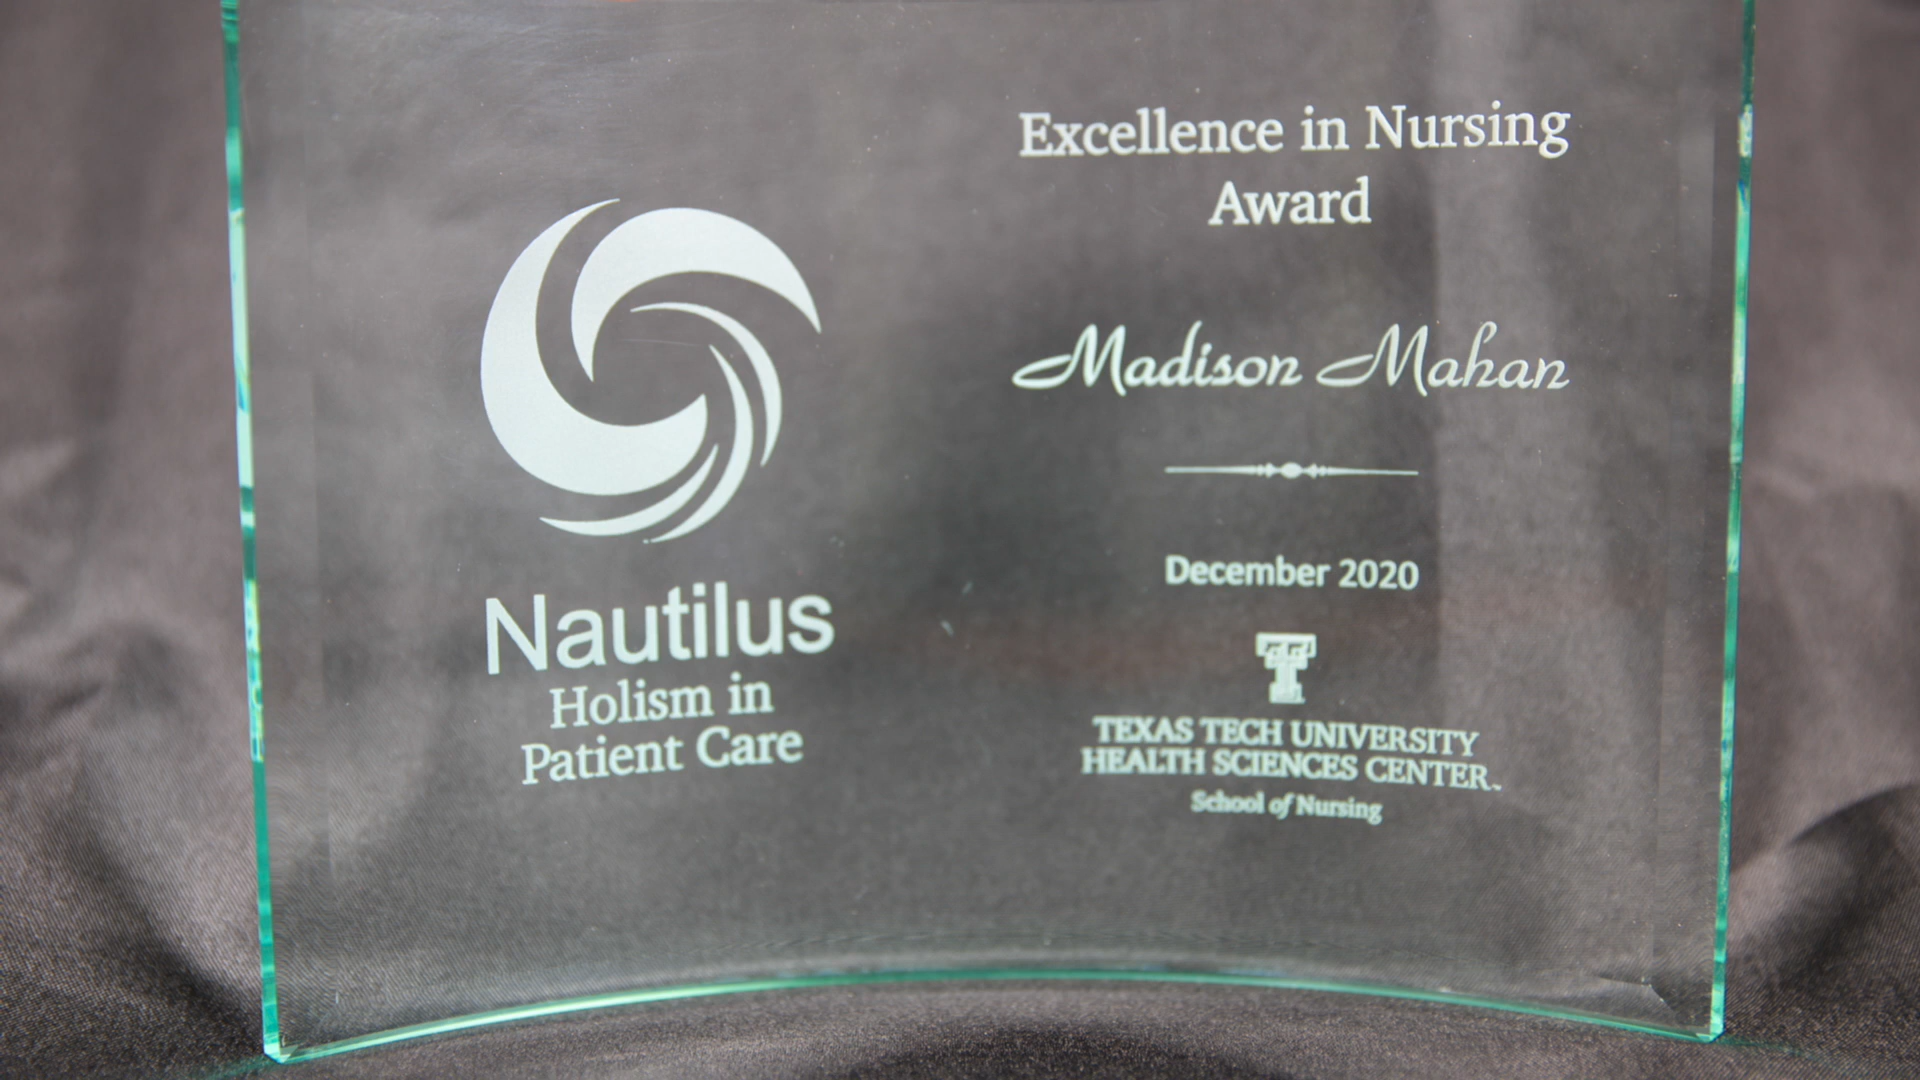 Nautilus
Holism in
Patient Care
Excellence in Nursing
Award
Madison Mahan
December 2020
TEXAS TECH UNIVERSITY
HEALTH SCIENCES CENTER™
School of Nursing